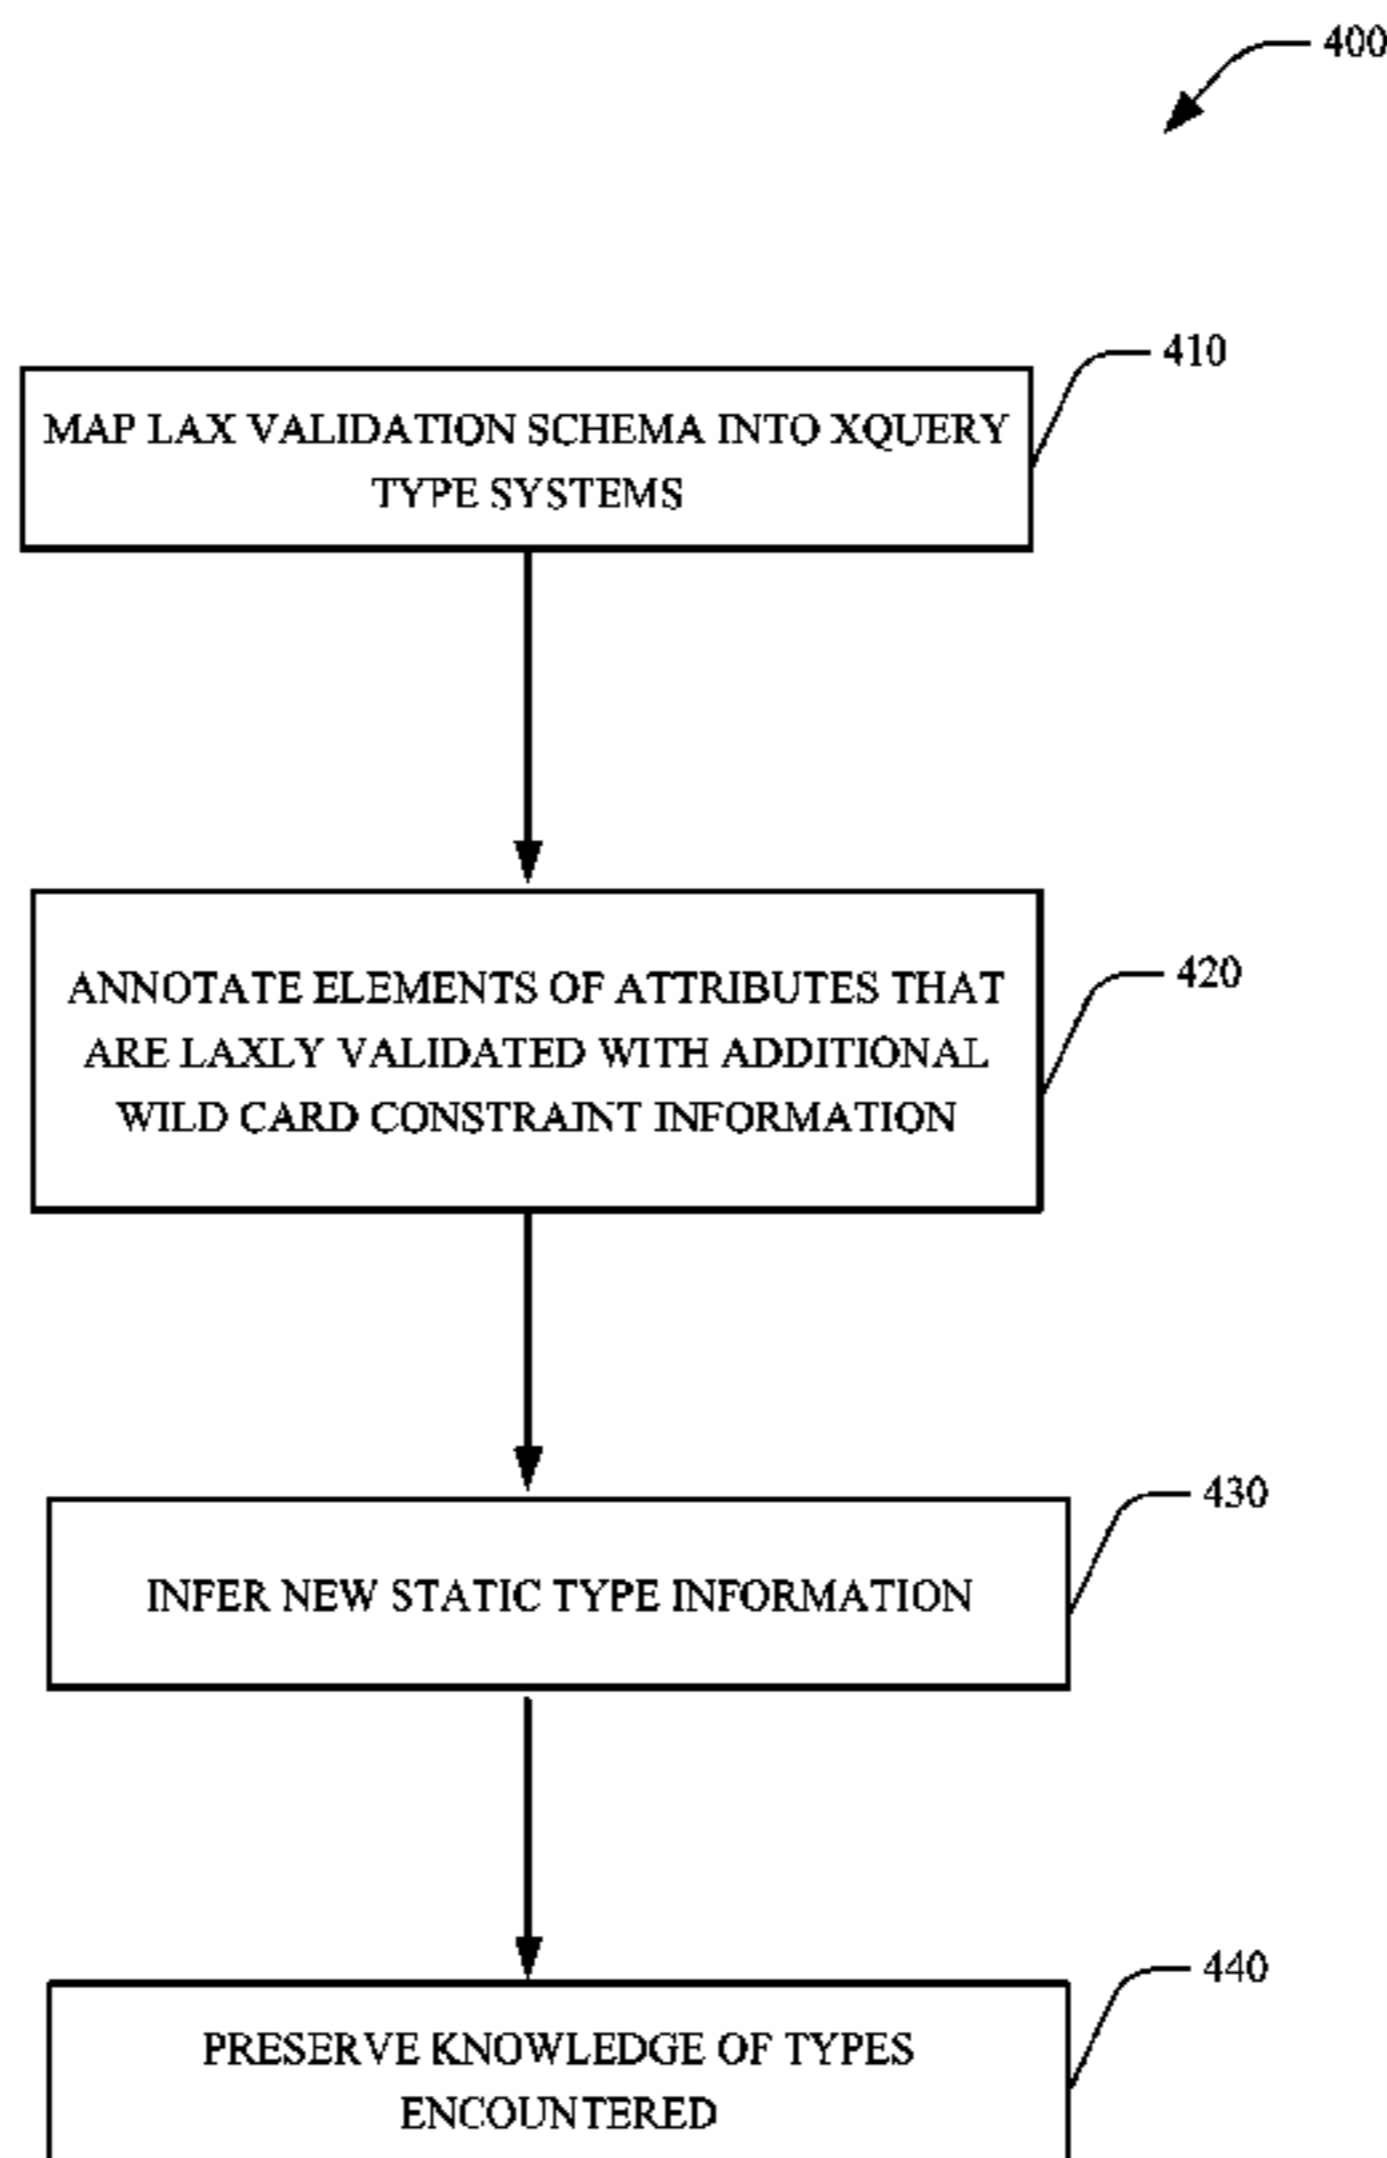 400
410
MAP LAX VALIDATION SCHEMA INTO XQUERY
TYPE SYSTEMS
420
ANNOTATE ELEMENTS OF ATTRIBUTES THAT
ARE LAXLY VALIDATED WITH ADDITIONAL
WILD CARD CONSTRAINT INFORMATION
430
INFER NEW STATIC TYPE INFORMATION
440
PRESERVE KNOWLEDGE OF TYPES
ENCOUNTERED